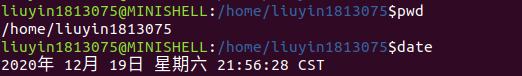 liuyin1813075@MINISHELL:/home/liuyin1813075$pwd
/home/liuyin1813075
liuyin1813075@MINISHELL:/home/liuyin1813075$date
2020年 12月 19日 星期六 21:56:28 CST